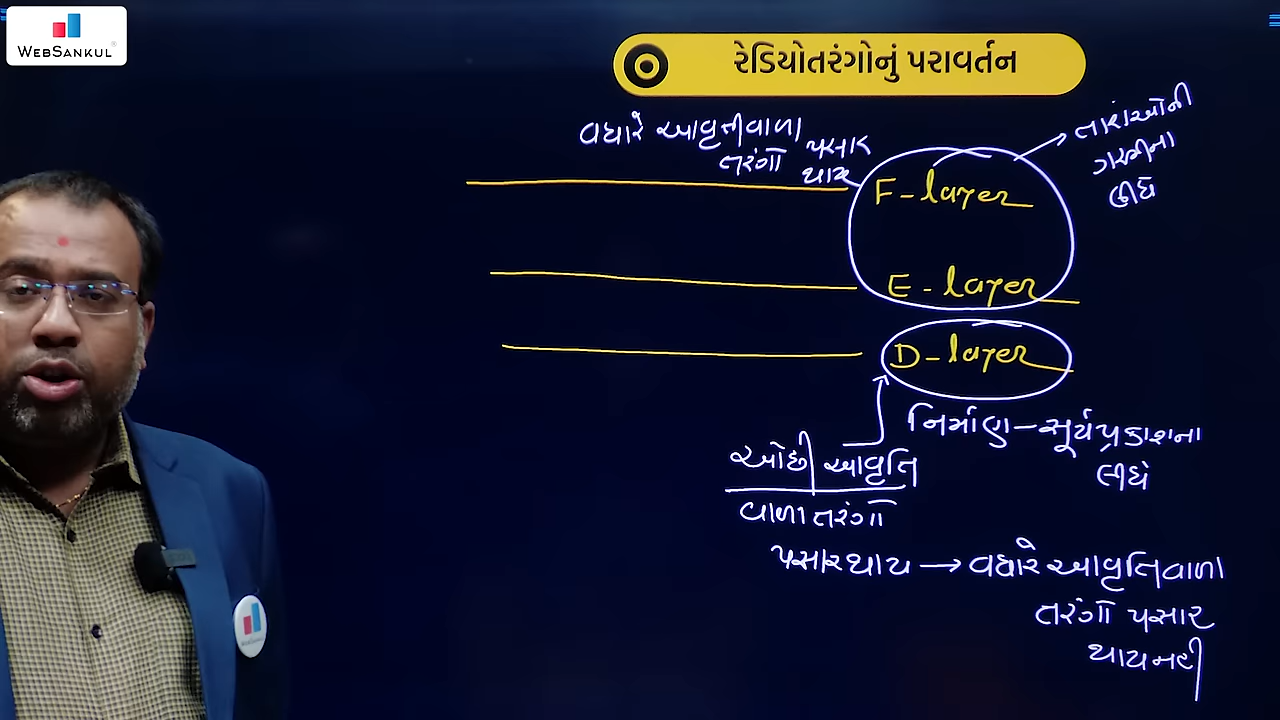 WEBSANKUL
રેડિયોતરંગોનું પરાવર્તન
વધારે આવૃત્તીવાળા
તરંગો પસાર
થાય
તારાઓની
ગરમીના
લીધે
F-layer
E-layer
D-layer
નિર્માણ-સૂર્યપ્રકાશના
લીધે
ઓછી આવૃતિ
વાળા તરંગો
પસારથાય → વધારે આવૃતિવાળા
તરંગો પસાર
થાય નહી